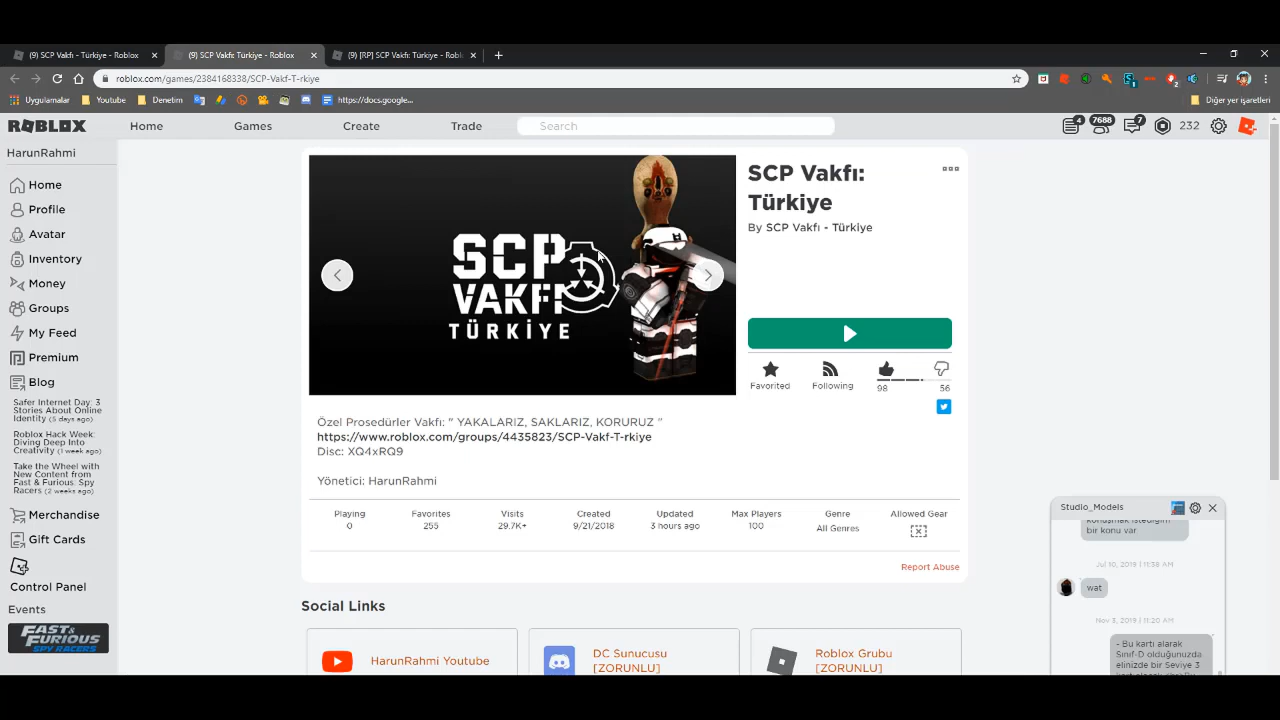 (9) SCP Vakfı - Türkiye - Roblox
(9) SCP Vakfı: Türkiye - Roblox
(9) [RP] SCP Vakfı: Türkiye - Robl
roblox.com/games/2384168338/SCP-Vakf-T-rkiye
Uygulamalar
Youtube
Denetim
https://docs.google...
Diğer yer işaretleri
ROBLOX
Home
Games
Create
Trade
Search
4
7688
7
232
HarunRahmi
Home
Profile
Avatar
Inventory
Money
Groups
My Feed
Premium
Blog
Safer Internet Day: 3
Stories About Online
Identity (5 days ago)
Roblox Hack Week:
Diving Deep Into
Creativity (1 week ago)
Take the Wheel with
New Content from
Fast & Furious: Spy
Racers (2 weeks ago)
Merchandise
Gift Cards
Control Panel
Events
FAST&
FURIOUS
SPY RACERS
SCP
VAKFI
TÜRKİYE
SCP Vakfı:
Türkiye
By SCP Vakfı - Türkiye
Favorited
Following
98
56
Özel Prosedürler Vakfı: " YAKALARIZ, SAKLARIZ, KORURUZ "
https://www.roblox.com/groups/4435823/SCP-Vakf-T-rkiye
Disc: XQ4xRQ9
Yönetici: HarunRahmi
Playing
0
Favorites
255
Visits
29.7K+
Created
9/21/2018
Updated
3 hours ago
Max Players
100
Genre
All Genres
Allowed Gear
Report Abuse
Social Links
HarunRahmi Youtube
DC Sunucusu
[ZORUNLU]
Roblox Grubu
[ZORUNLU]
Studio_Models
konuşmak istediğim
bir konu var
Jul 10, 2019 | 11:38 AM
wat
Nov 3, 2019 | 11:20 AM
- Bu kartı alarak
Sınıf-D olduğunuzda
elinizde bir Seviye 3